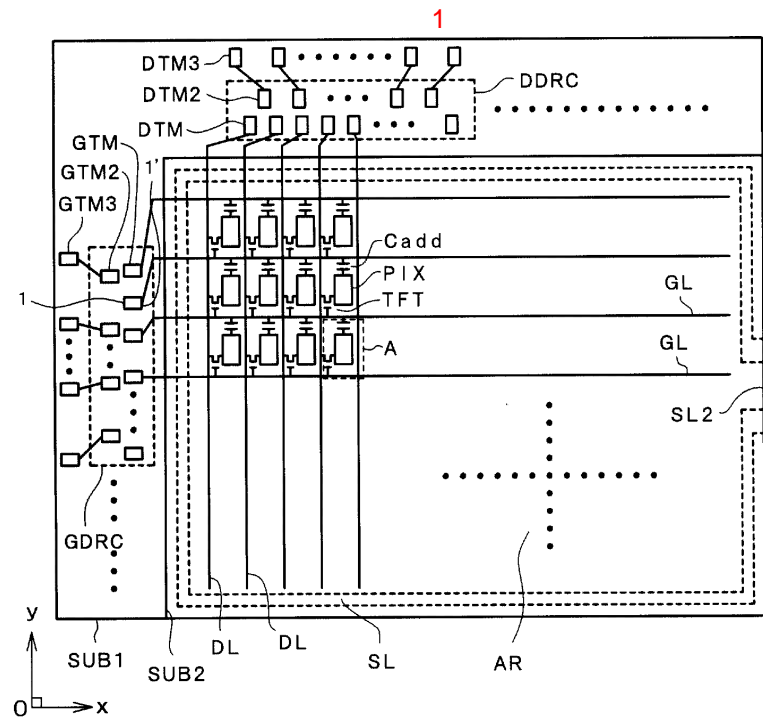 1
DTM3
DDRC
DTM2
DTM
GTM
GTM2
1'
GTM3
Cadd
PIX
1
TFT
GL
A
GL
SL2
GDRC
y
SUB1
SUB2
DL
DL
SL
AR
O
x